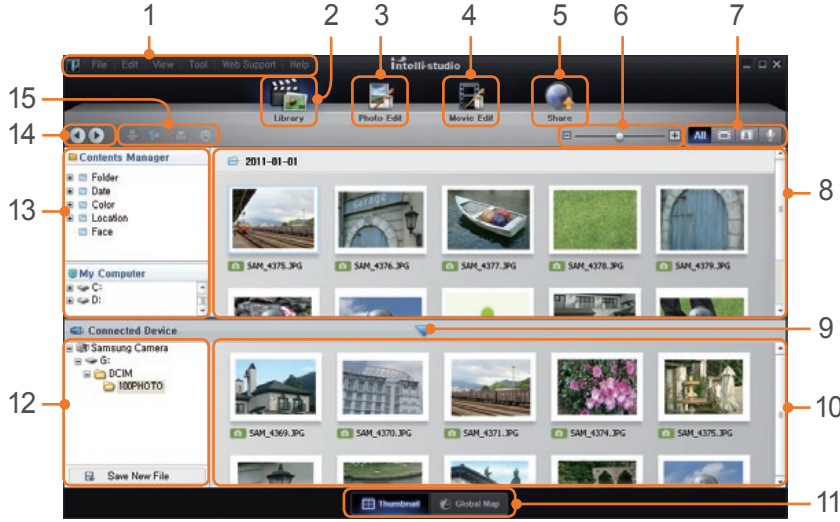 1 2 3 4 5 6 7
File Edit View Tool Web Support Help
intelli-studio
15
Library Photo Edit Movie Edit Share
14
All
Contents Manager
2011-01-01
Folder
Date
Color
Location
Face
13
8
SAM_4375.JPG SAM_4376.JPG SAM_4377.JPG SAM_4378.JPG SAM_4379.JPG
My Computer
C:
D:
Connected Device
9
Samsung Camera
G:
DCIM
100PHOTO
12
10
SAM_4369.JPG SAM_4370.JPG SAM_4371.JPG SAM_4374.JPG SAM_4375.JPG
Save New File
Thumbnail Global Map
11